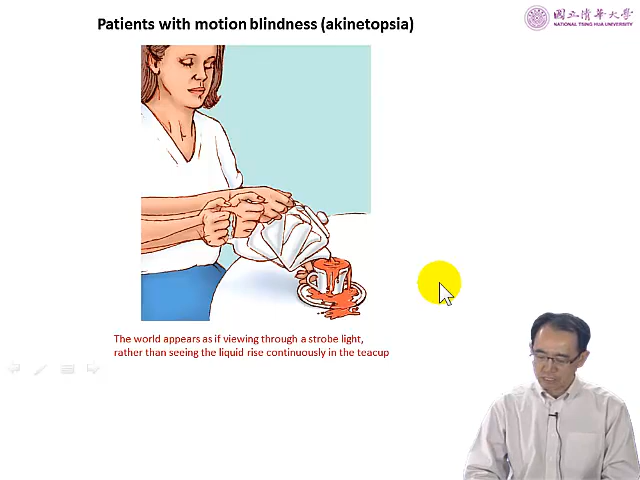 Patients with motion blindness (akinetopsia)
國立清華大學
NATIONAL TSING HUA UNIVERSITY
The world appears as if viewing through a strobe light,
rather than seeing the liquid rise continuously in the teacup